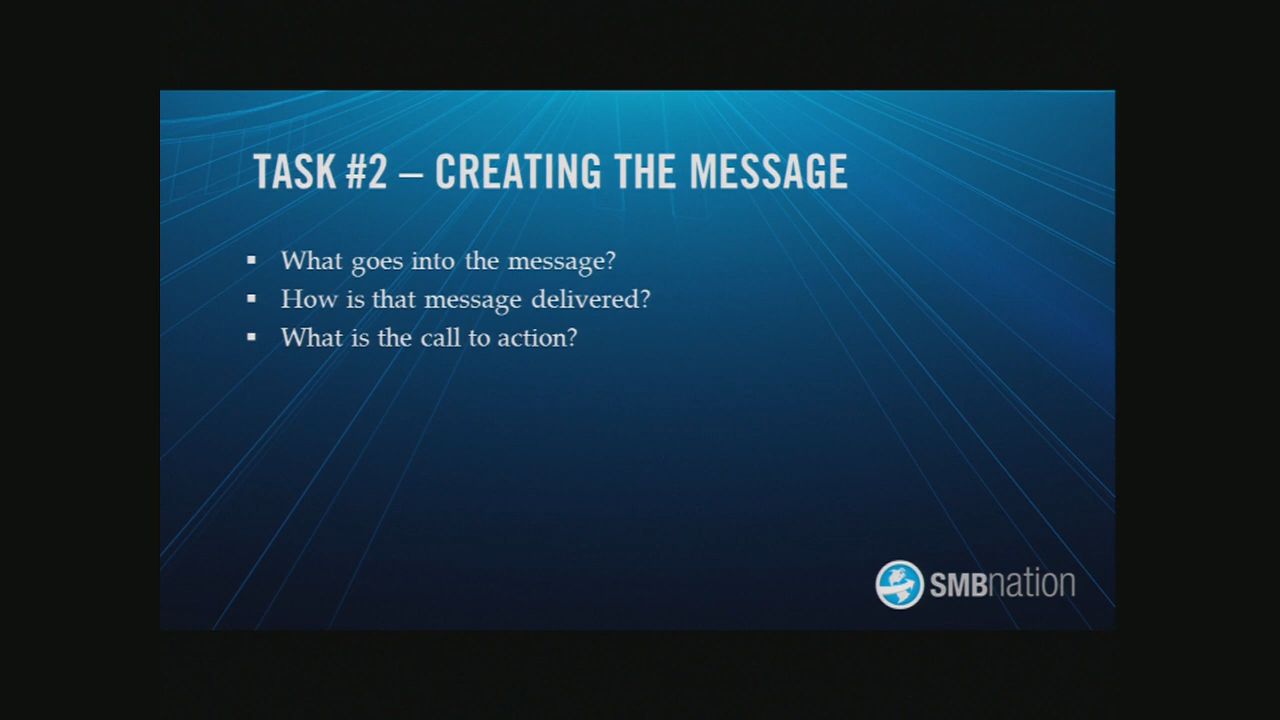 TASK #2 – CREATING THE MESSAGE
▪ What goes into the message?
▪ How is that message delivered?
▪ What is the call to action?
SMBnation